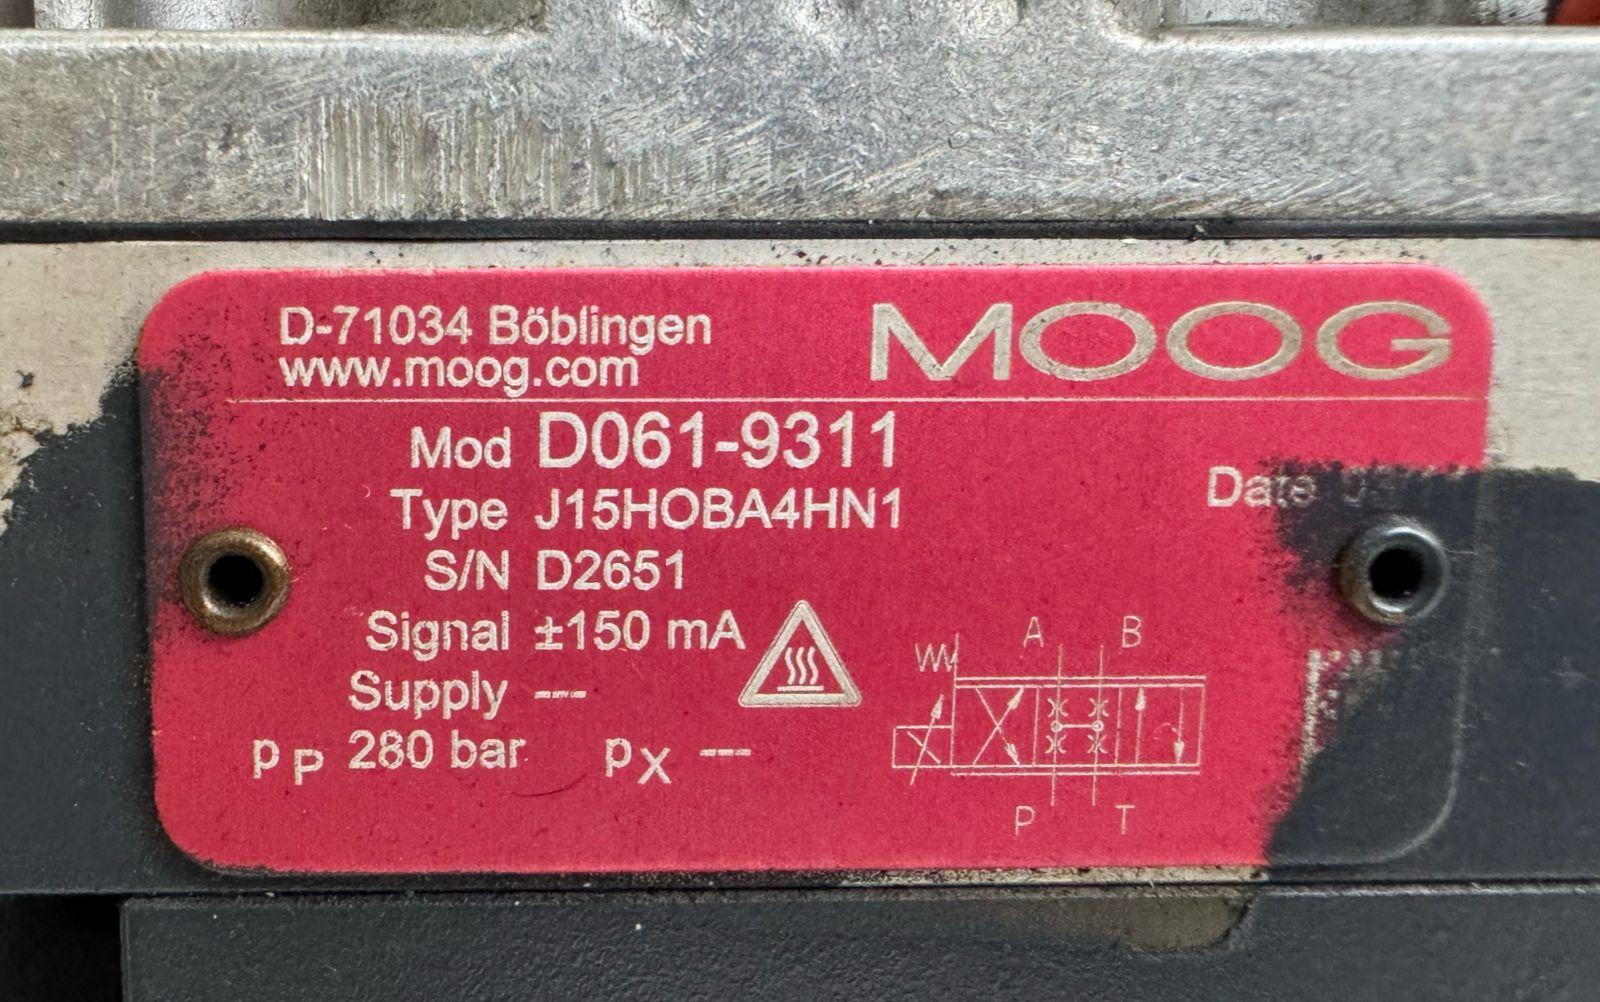 D-71034 Böblingen
MOOG
www.moog.com
Mod D061-9311
Date
Type J15HOBA4HN1
S/N D2651
Signal ±150 mA
Supply ---
A B
pP 280 bar pX ---
P T